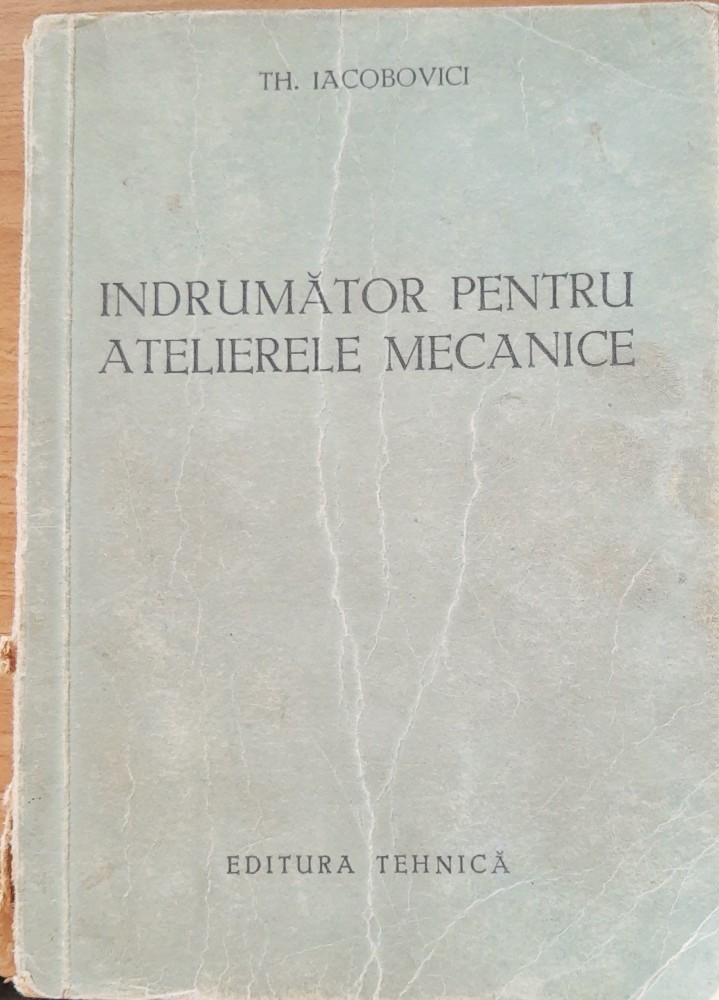 TH. IACOBOVICI
INDRUMĂTOR PENTRU
ATELIERELE MECANICE
EDITURA TEHNICĂ